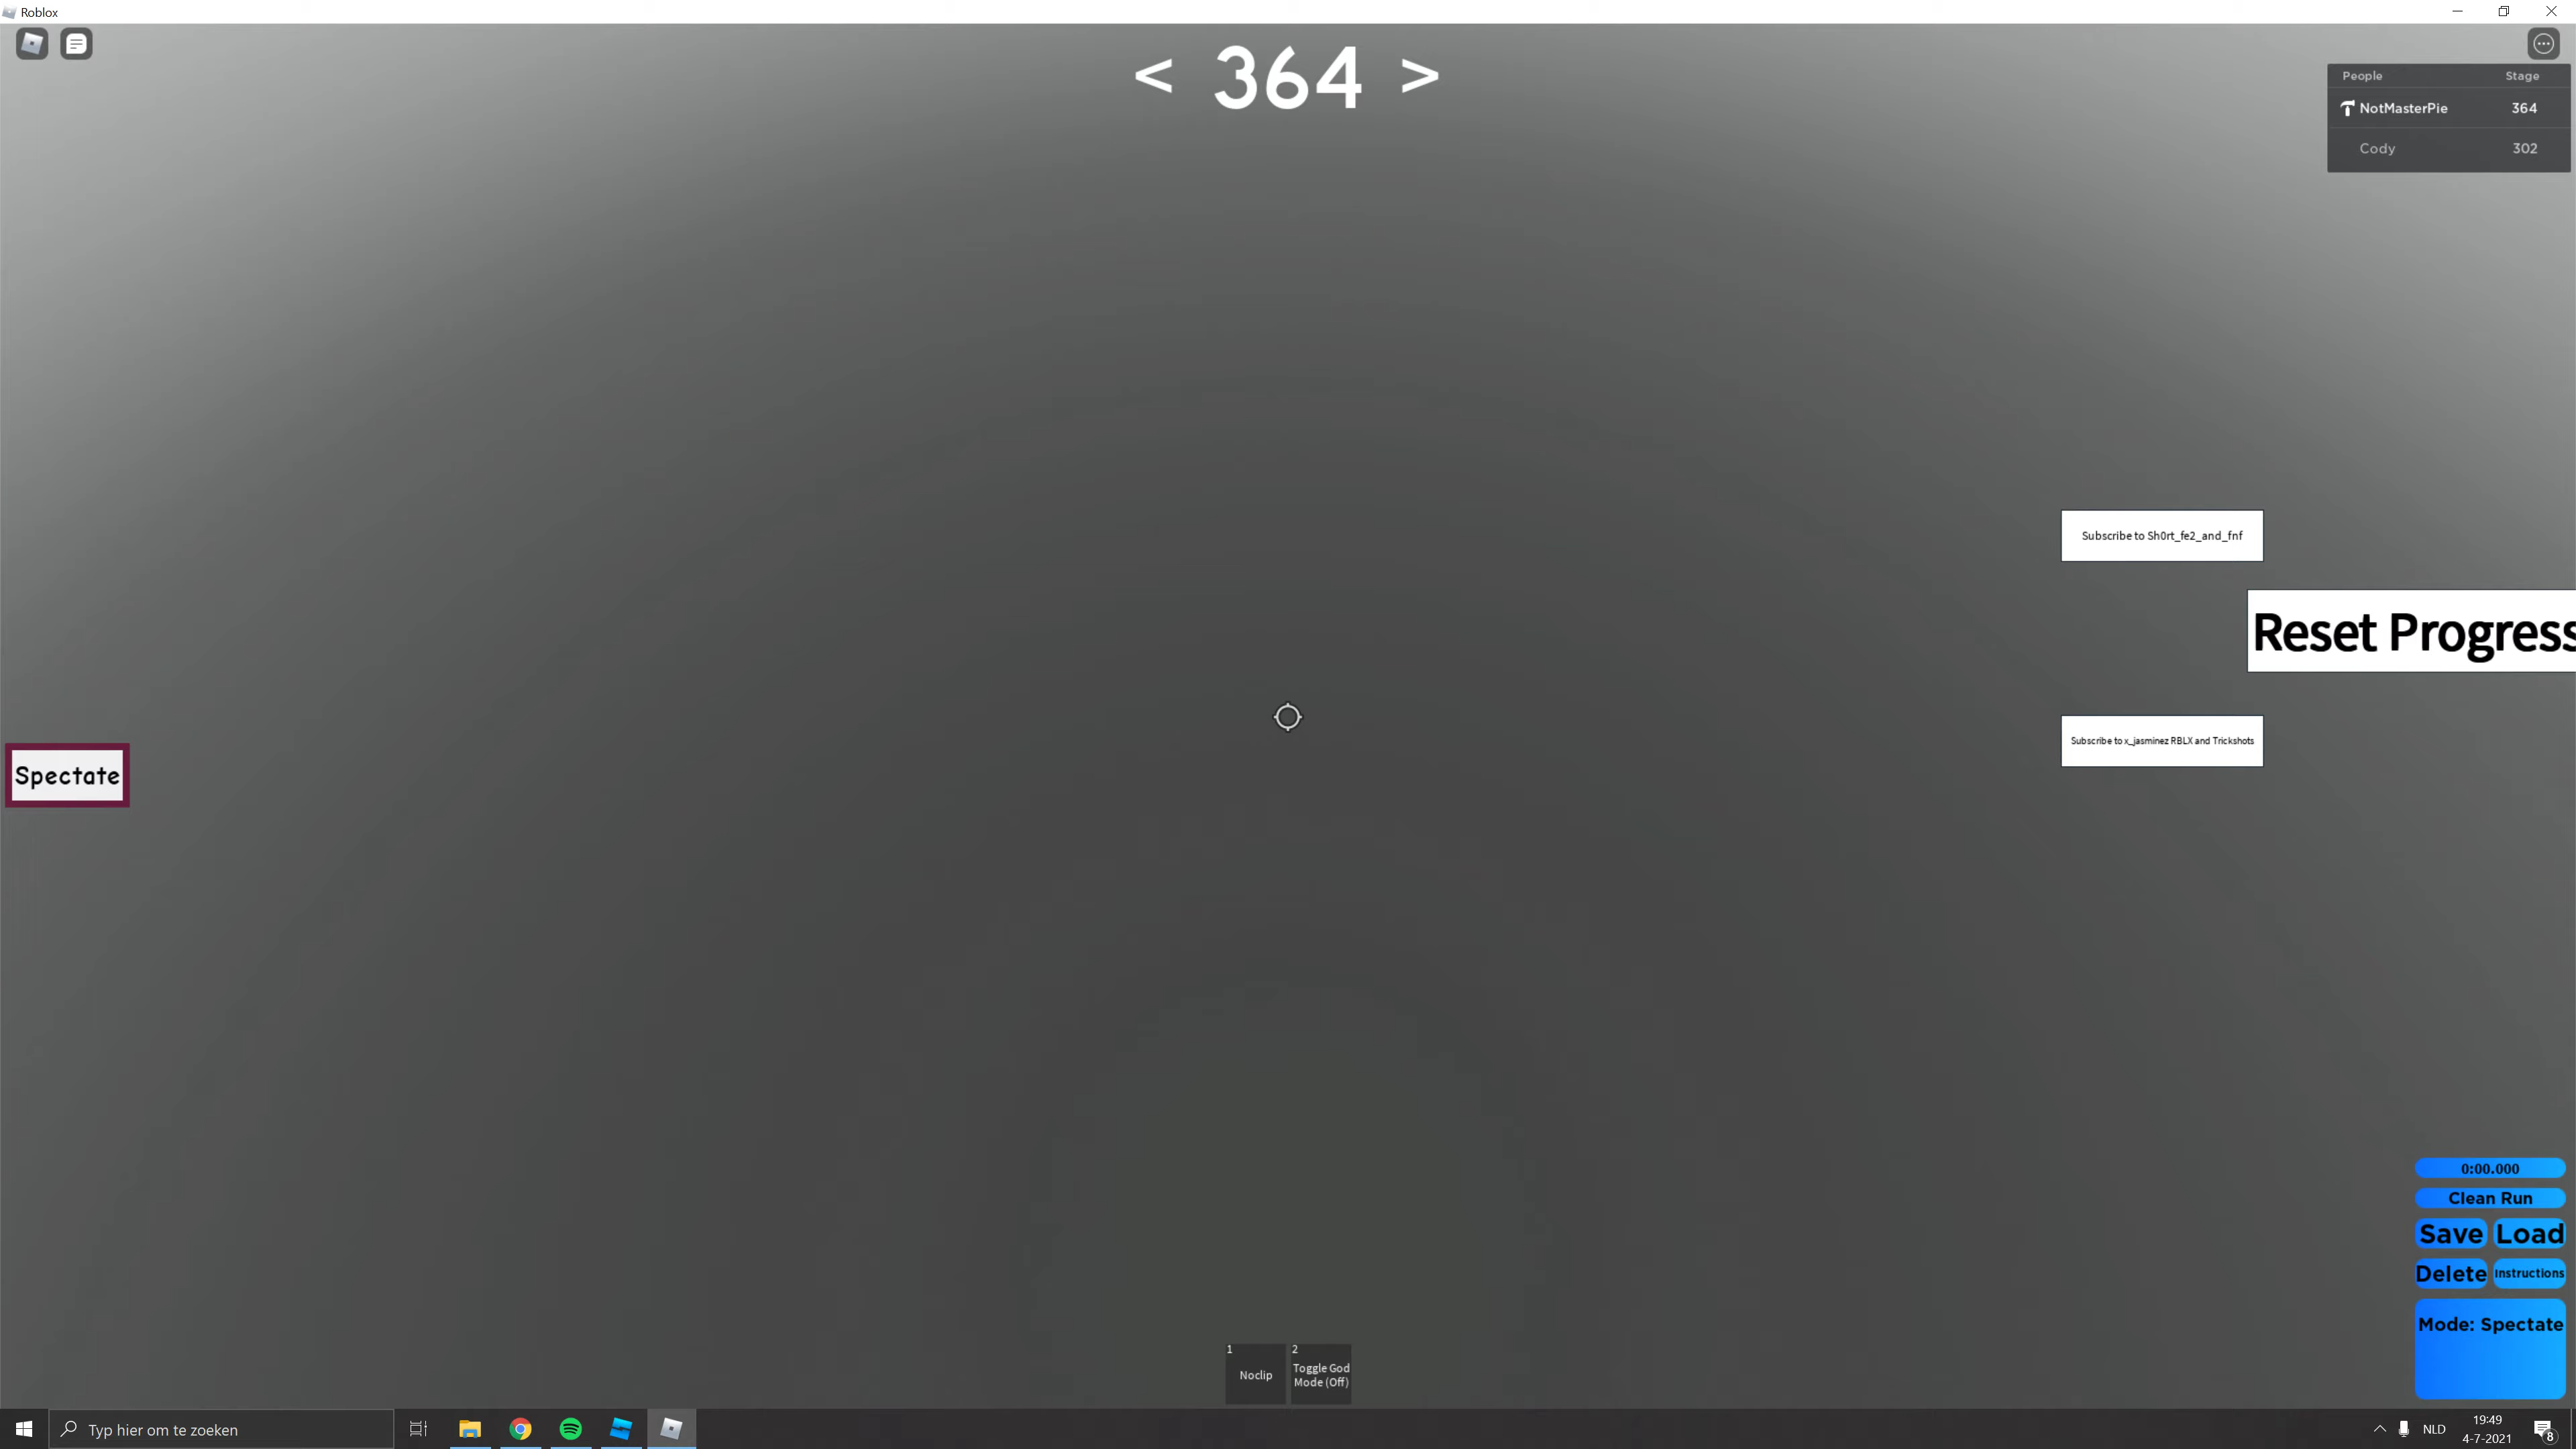 Roblox
< 364 >
People Stage
NotMasterPie 364
Cody 302
Subscribe to Sh0rt_fe2_and_fnf
Reset Progress
Subscribe to x_jasminez RBLX and Trickshots
Spectate
0:00.000
Clean Run
Save Load
Delete Instructions
Mode: Spectate
1 2
Noclip
Toggle God
Mode (Off)
Typ hier om te zoeken
NLD
19:49
4-7-2021
8